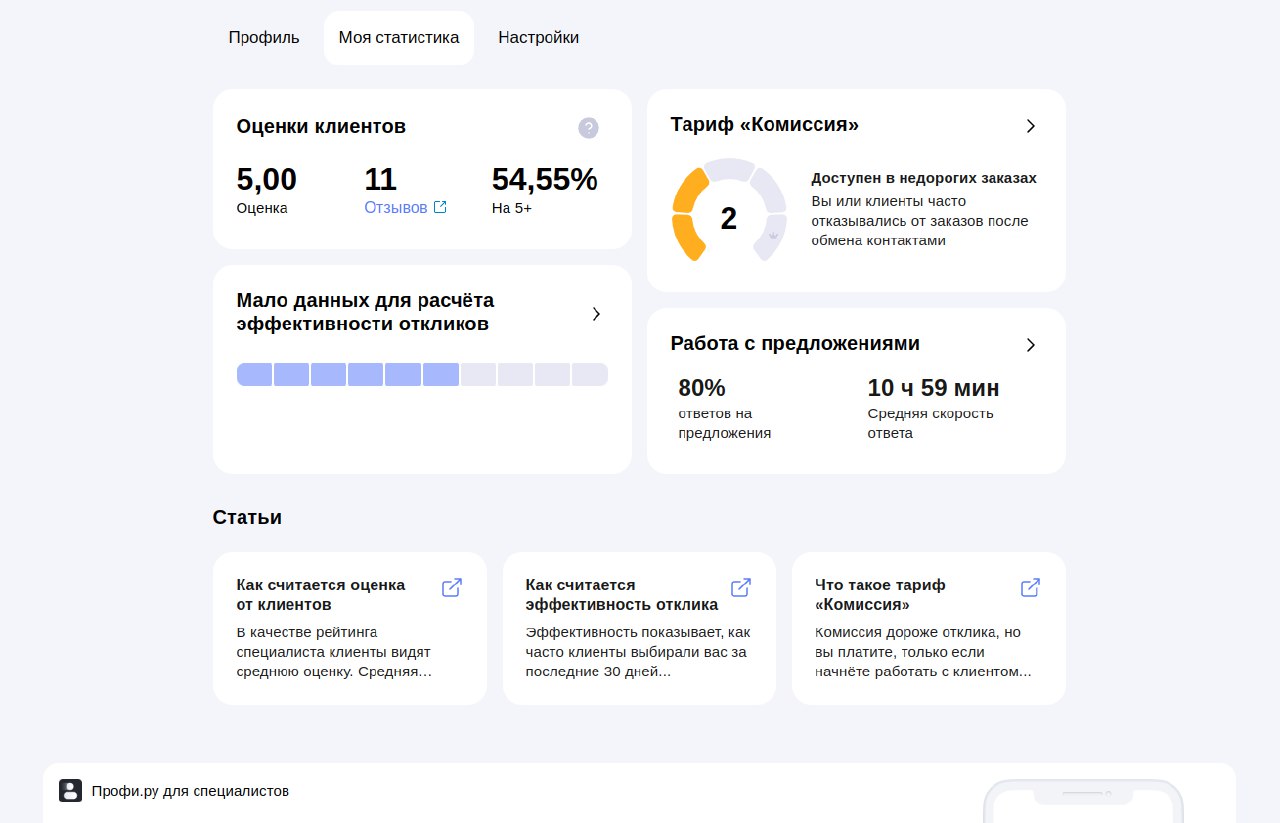 Профиль
Моя статистика
Настройки
Оценки клиентов
?
5,00
Оценка
11
Отзывов
54,55%
На 5+
Тариф «Комиссия»
2
Доступен в недорогих заказах
Вы или клиенты часто
отказывались от заказов после
обмена контактами
Мало данных для расчёта
эффективности откликов
Работа с предложениями
80%
ответов на
предложения
10 ч 59 мин
Средняя скорость
ответа
Статьи
Как считается оценка
от клиентов
В качестве рейтинга
специалиста клиенты видят
среднюю оценку. Средняя...
Как считается
эффективность отклика
Эффективность показывает, как
часто клиенты выбирали вас за
последние 30 дней...
Что такое тариф
«Комиссия»
Комиссия дороже отклика, но
вы платите, только если
начнёте работать с клиентом...
Профи.ру для специалистов